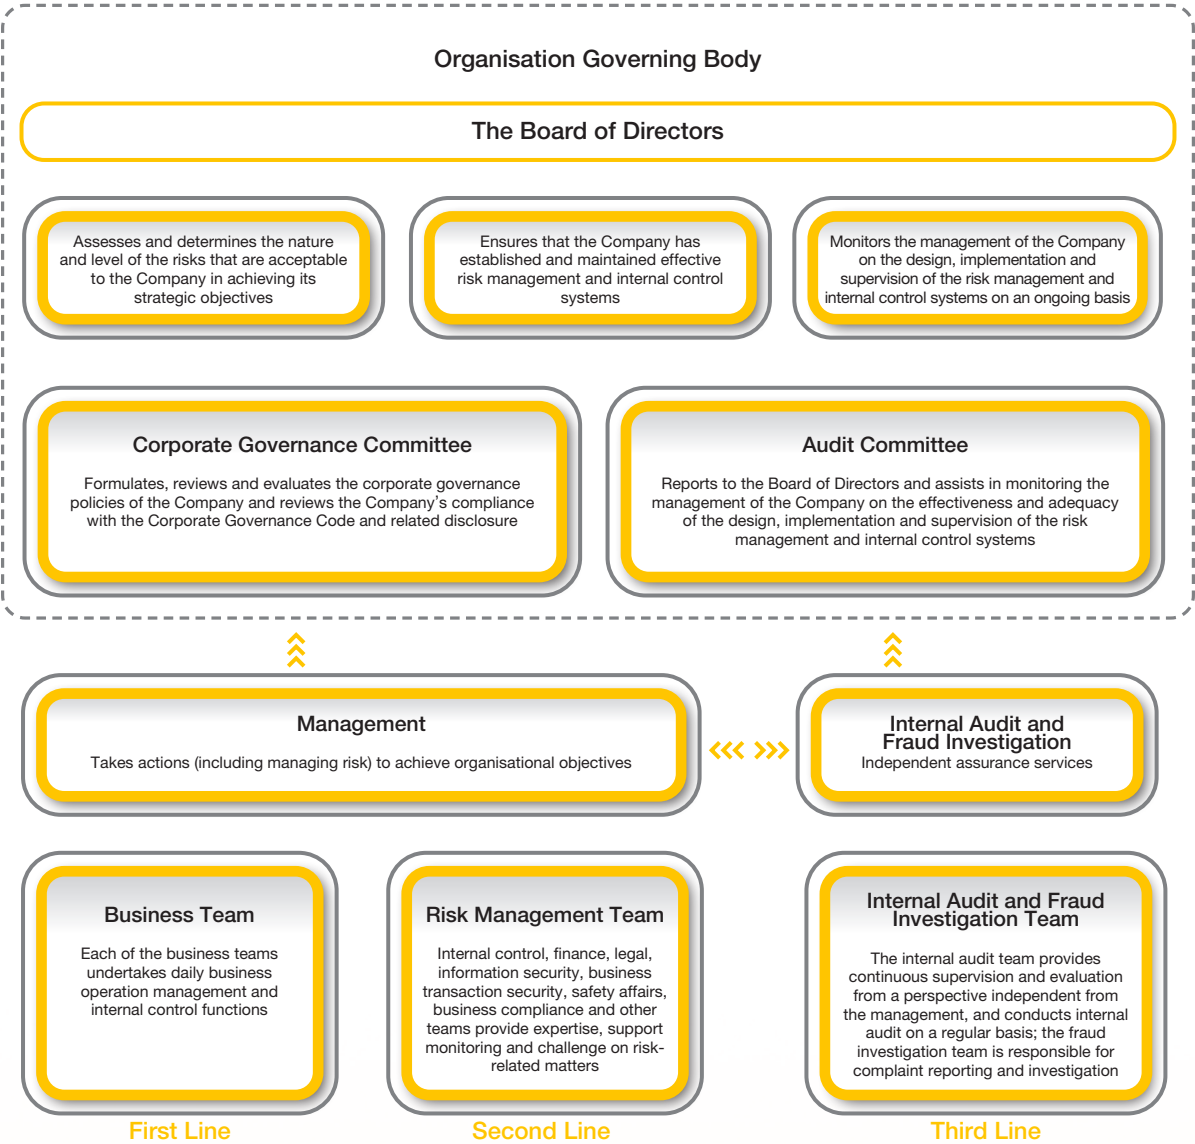 Organisation Governing Body
The Board of Directors
Assesses and determines the nature
and level of the risks that are acceptable
to the Company in achieving its
strategic objectives
Ensures that the Company has
established and maintained effective
risk management and internal control
systems
Monitors the management of the Company
on the design, implementation and
supervision of the risk management and
internal control systems on an ongoing basis
Corporate Governance Committee
Formulates, reviews and evaluates the corporate governance
policies of the Company and reviews the Company’s compliance
with the Corporate Governance Code and related disclosure
Audit Committee
Reports to the Board of Directors and assists in monitoring the
management of the Company on the effectiveness and adequacy
of the design, implementation and supervision of the risk
management and internal control systems
Management
Takes actions (including managing risk) to achieve organisational objectives
Internal Audit and
Fraud Investigation
Independent assurance services
Business Team
Each of the business teams
undertakes daily business
operation management and
internal control functions
First Line
Risk Management Team
Internal control, finance, legal,
information security, business
transaction security, safety affairs,
business compliance and other
teams provide expertise, support
monitoring and challenge on risk-
related matters
Second Line
Internal Audit and Fraud
Investigation Team
The internal audit team provides
continuous supervision and evaluation
from a perspective independent from
the management, and conducts internal
audit on a regular basis; the fraud
investigation team is responsible for
complaint reporting and investigation
Third Line